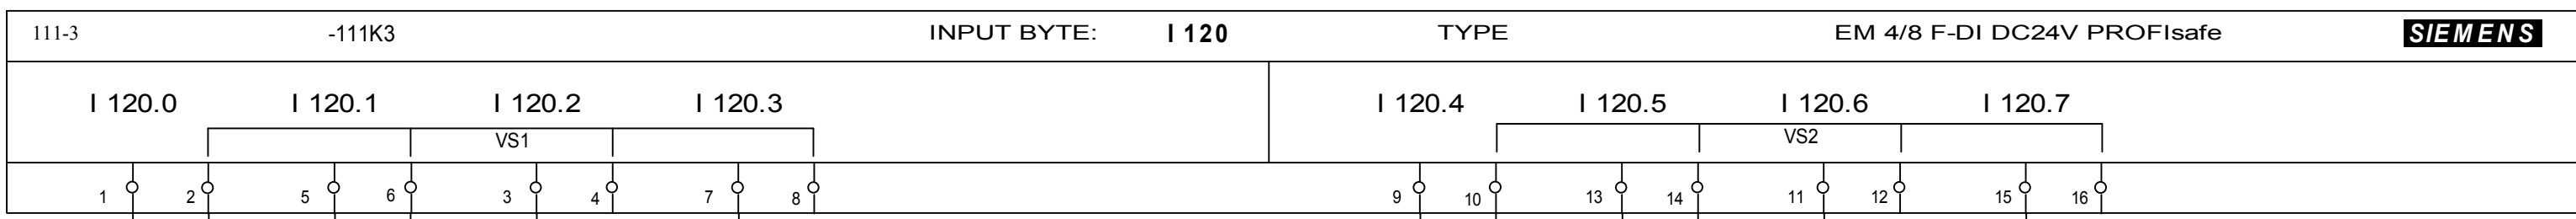 111-3 -111K3 INPUT BYTE: I 120 TYPE EM 4/8 F-DI DC24V PROFIsafe SIEMENS
I 120.0 I 120.1 I 120.2 I 120.3 I 120.4 I 120.5 I 120.6 I 120.7
VS1 VS2
1 2 5 6 3 4 7 8 9 10 13 14 11 12 15 16